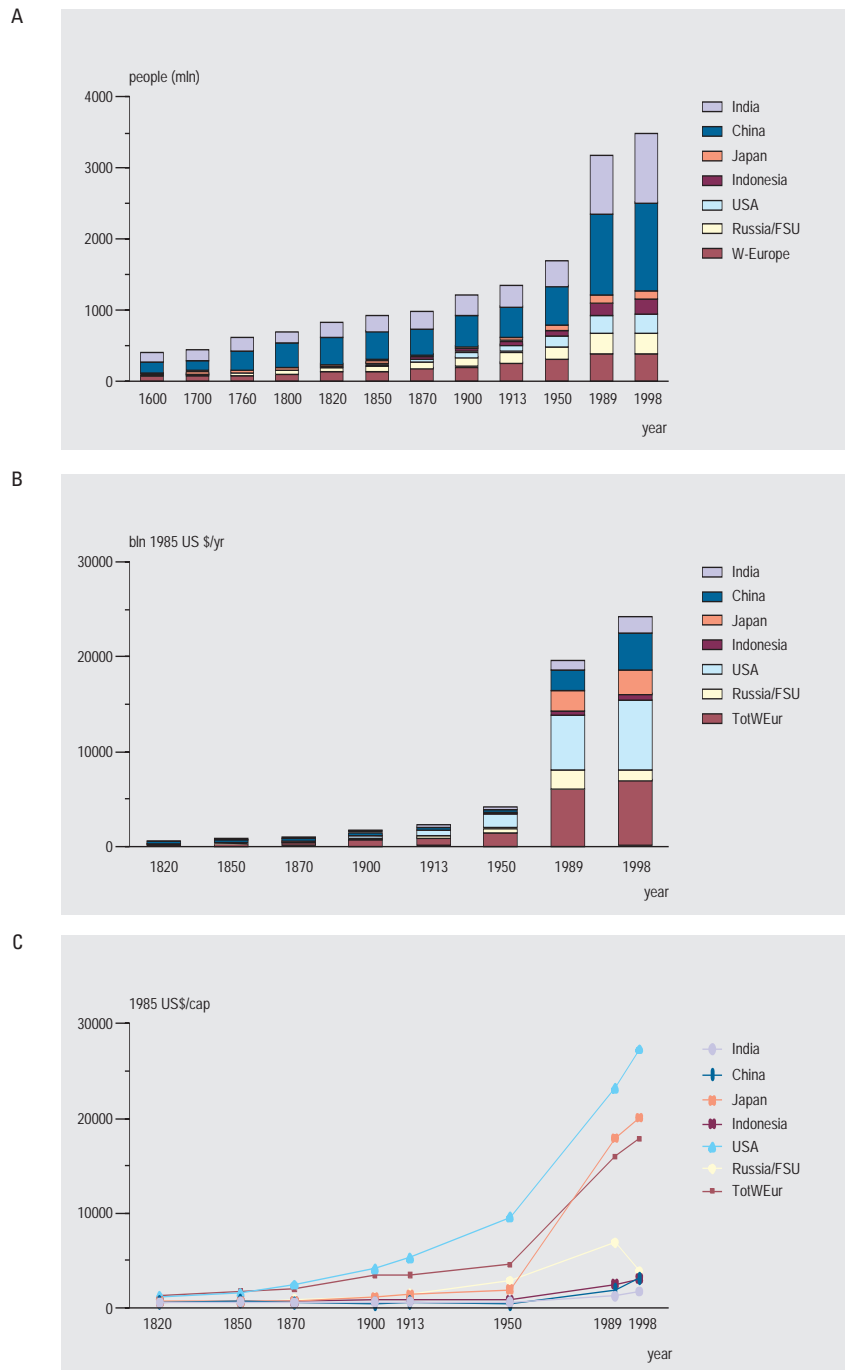 A
people (mln)
4000
3000
2000
1000
0
1600 1700 1760 1800 1820 1850 1870 1900 1913 1950 1989 1998
year
India
China
Japan
Indonesia
USA
Russia/FSU
W-Europe
B
bln 1985 US $/yr
30000
20000
10000
0
1820 1850 1870 1900 1913 1950 1989 1998
year
India
China
Japan
Indonesia
USA
Russia/FSU
TotWEur
C
1985 US$/cap
30000
20000
10000
0
1820 1850 1870 1900 1913 1950 1989 1998
year
India
China
Japan
Indonesia
USA
Russia/FSU
TotWEur